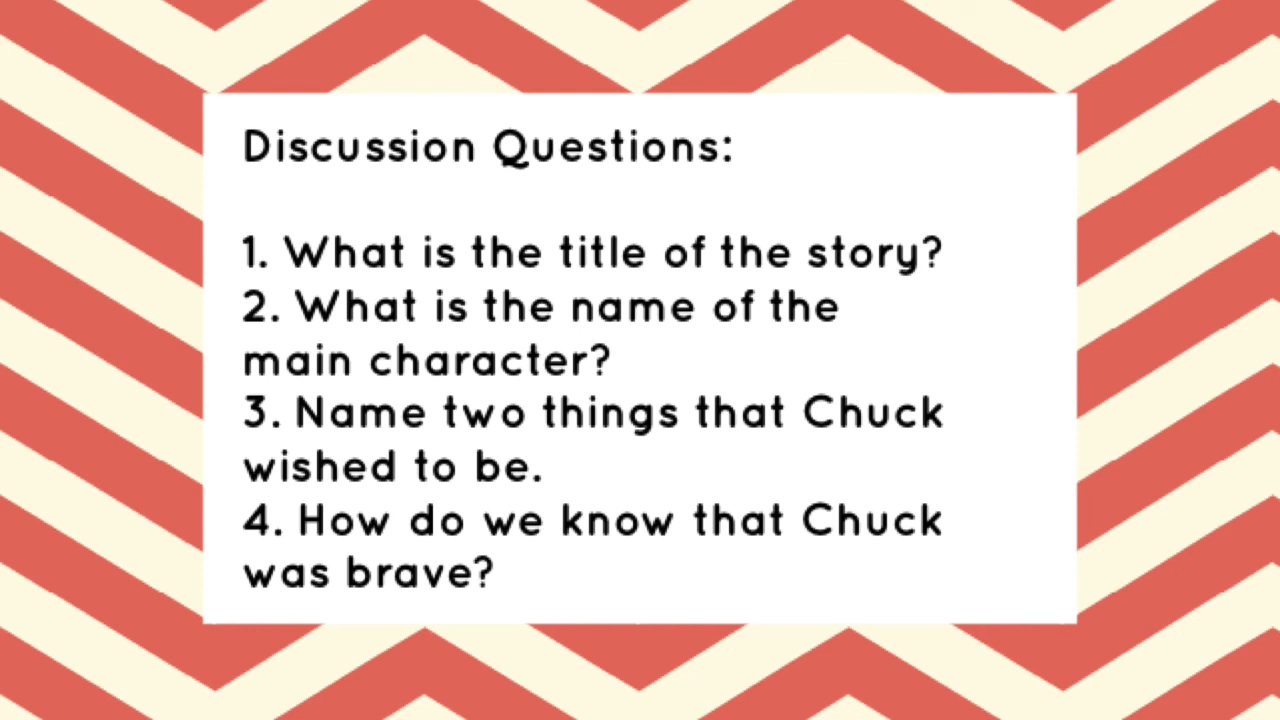 Discussion Questions:
1. What is the title of the story?
2. What is the name of the
main character?
3. Name two things that Chuck
wished to be.
4. How do we know that Chuck
was brave?